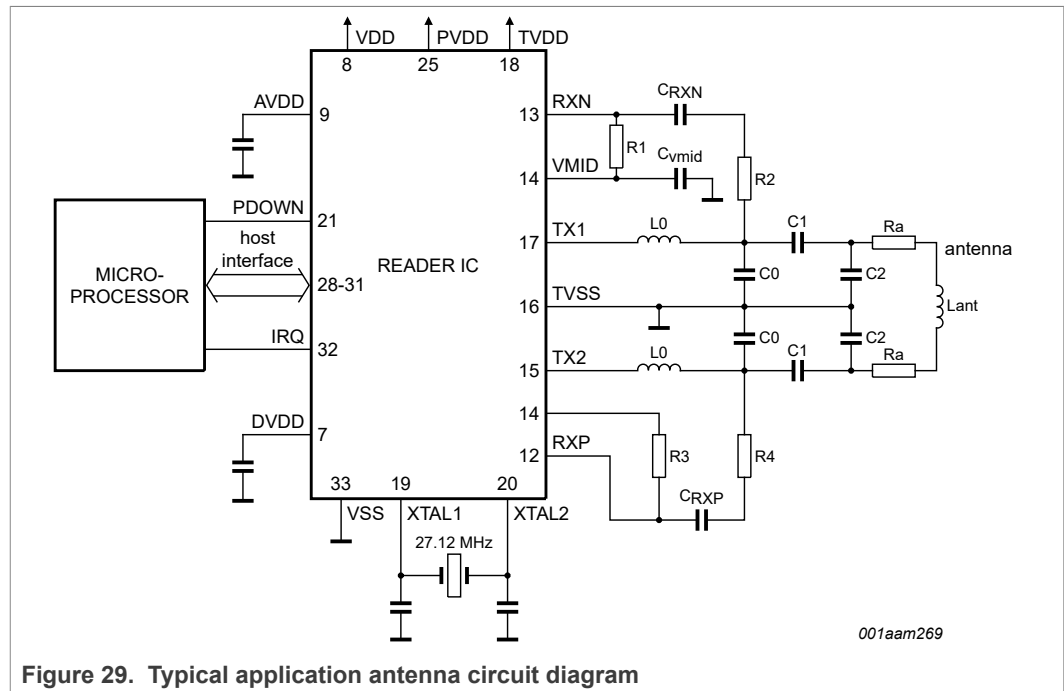 VDD PVDD TVDD
8 25 18
AVDD 9
13 RXN
CRXN
R1
14 VMID
Cvmid
R2
PDOWN 21
17 TX1
L0
C1
Ra
antenna
host
interface
28-31
READER IC
MICRO-
PROCESSOR
C0
C2
16 TVSS
Lant
C0
C2
IRQ 32
15 TX2
L0
C1
Ra
14
DVDD 7
12 RXP
R3
R4
CRXP
33 19 20
VSS XTAL1 XTAL2
27.12 MHz
001aam269
Figure 29. Typical application antenna circuit diagram